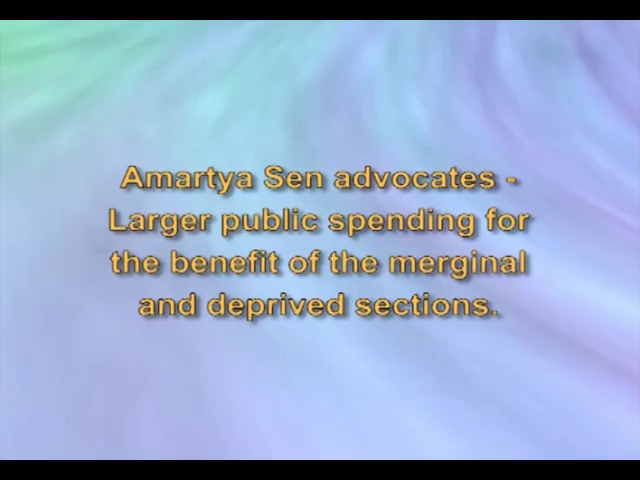 Amartya Sen advocates -
Larger public spending for
the benefit of the merginal
and deprived sections.